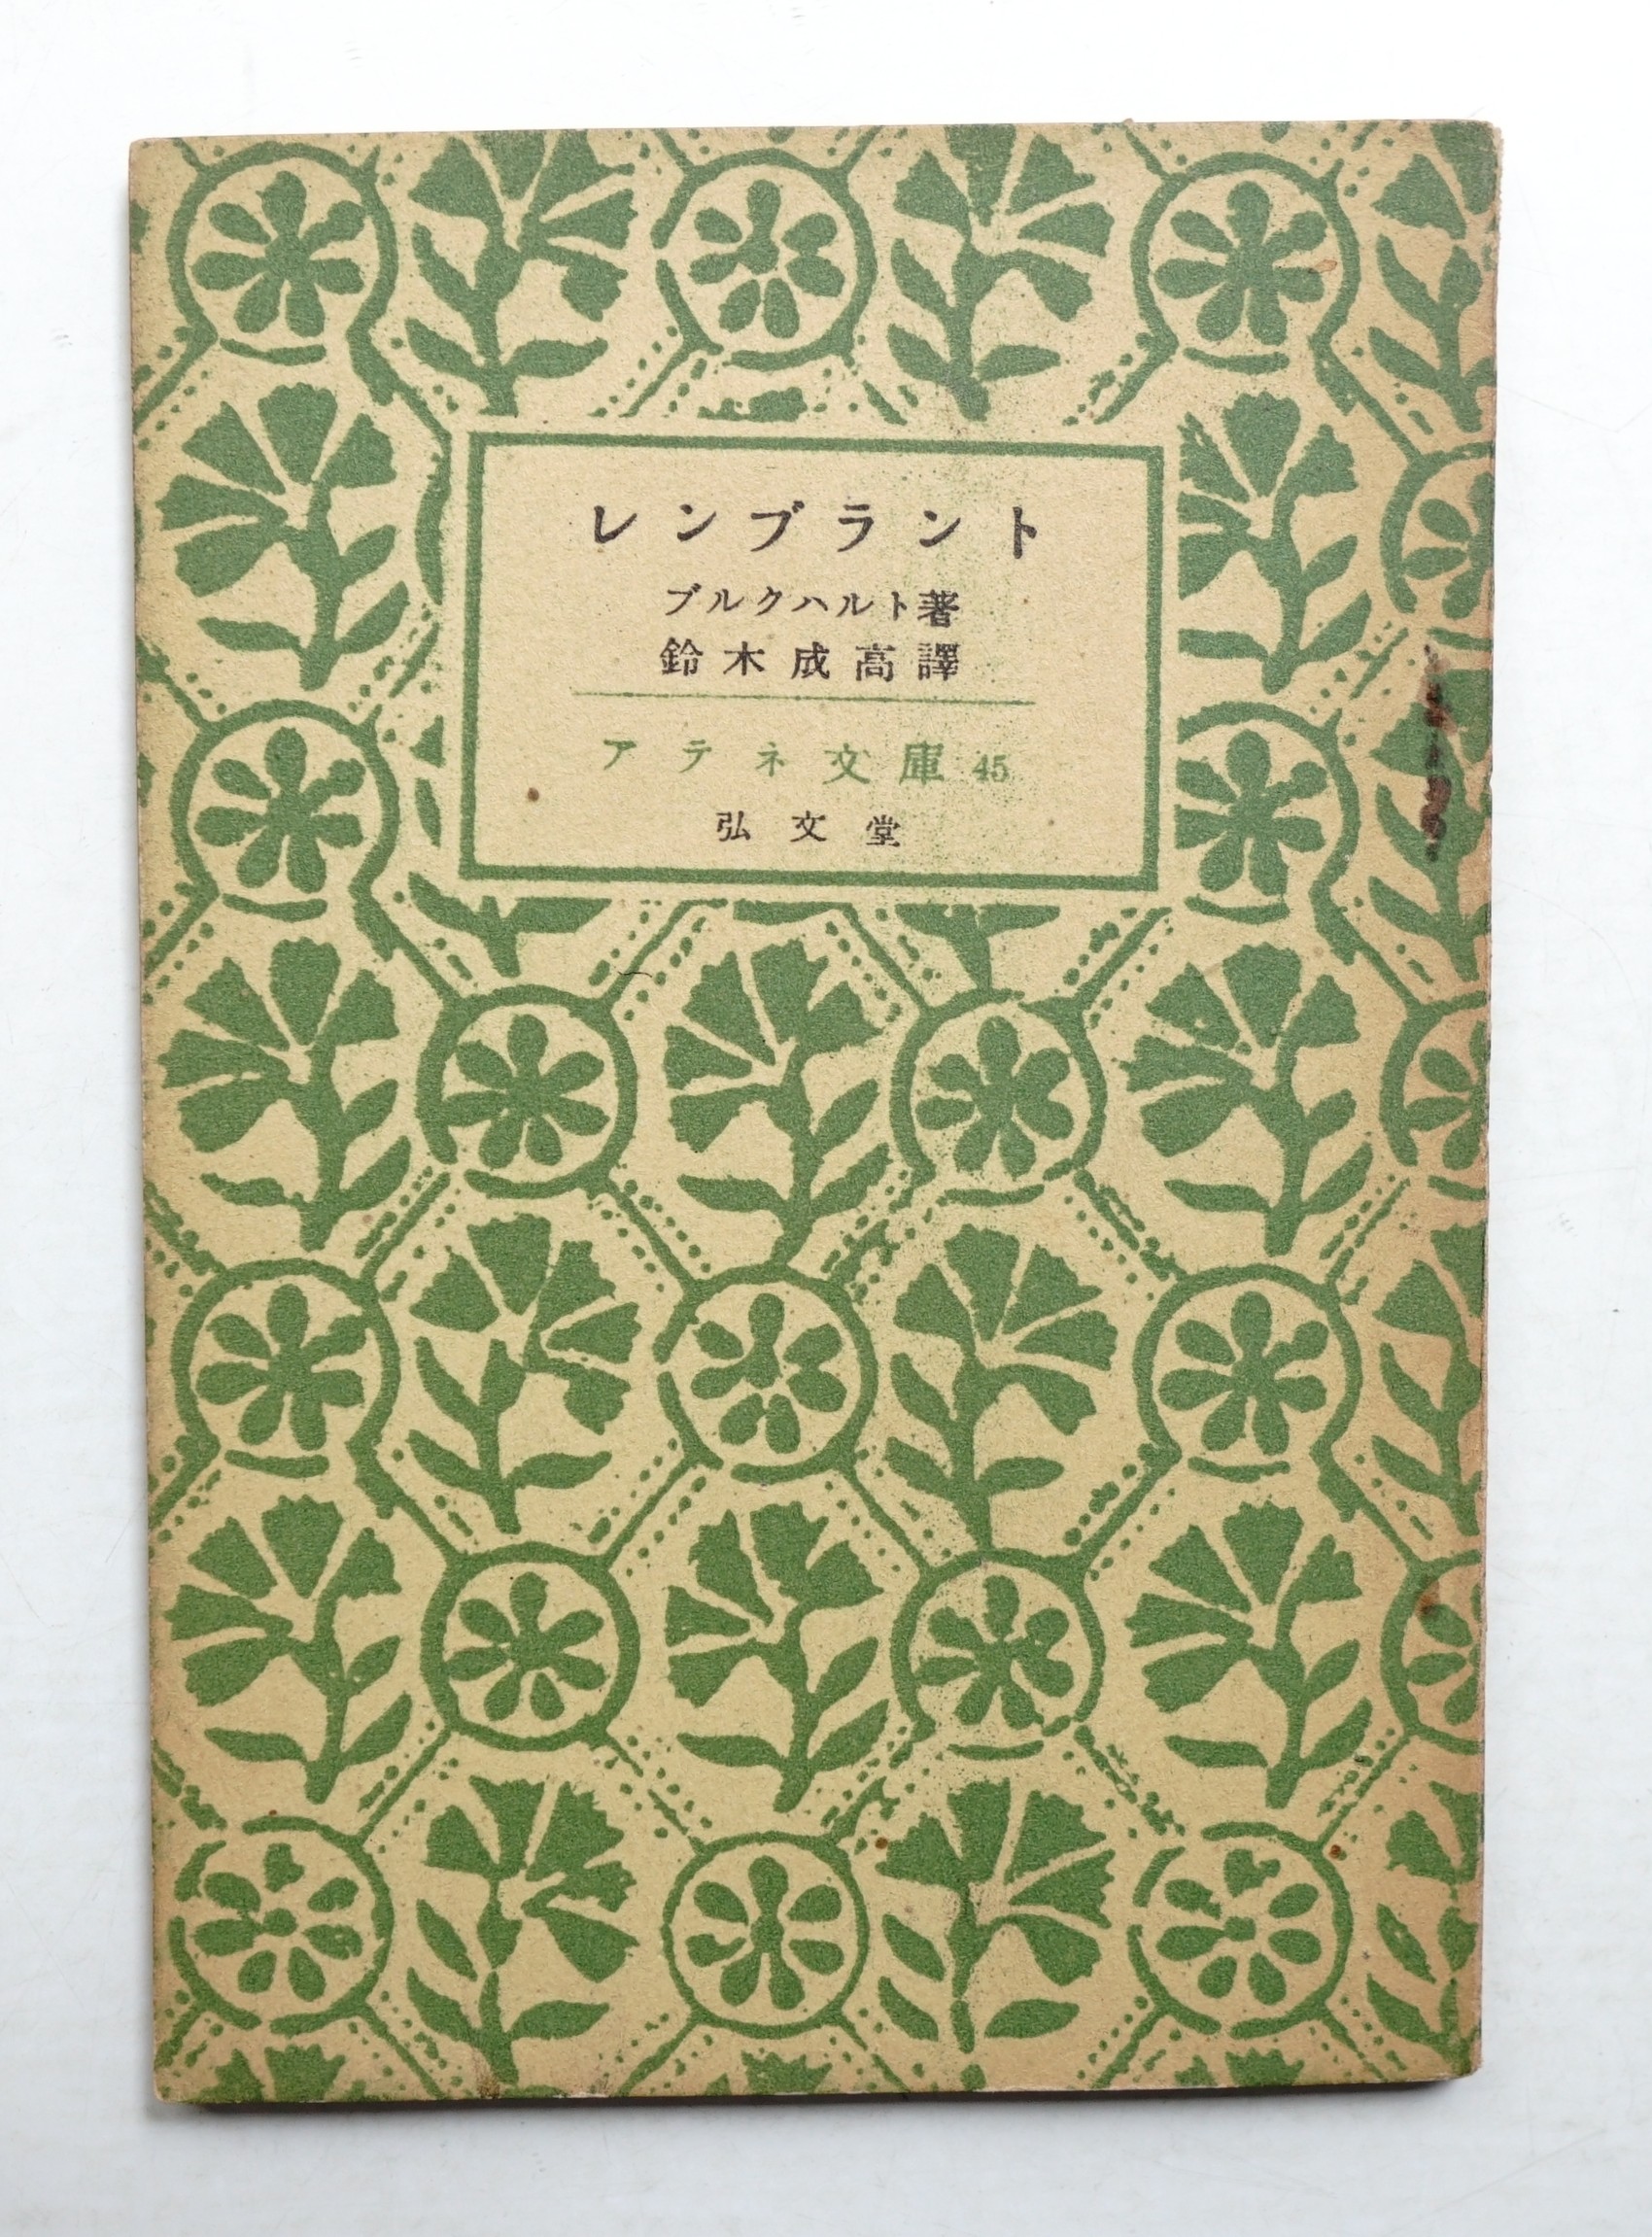 レンブラント
ブルクハルト著
鈴木成高譯
アテネ文庫 45
弘文堂